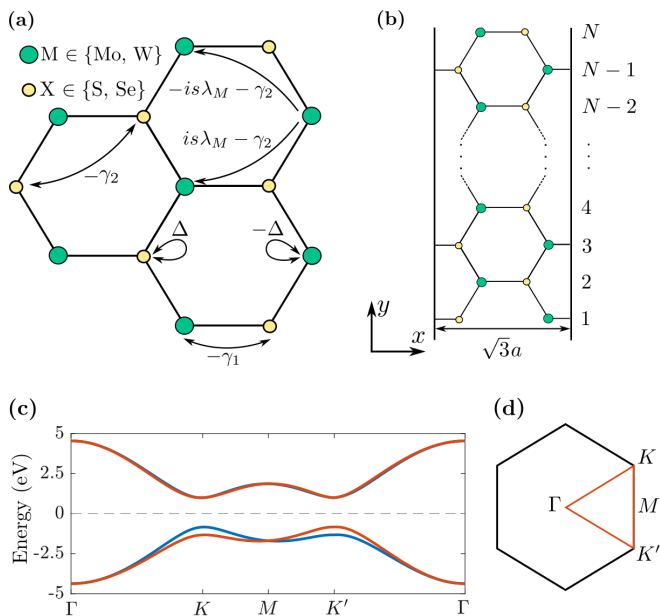 (a)
M ∈ {Mo, W}
X ∈ {S, Se}
−isλ_M − γ_2
isλ_M − γ_2
−γ_2
Δ
−Δ
−γ_1
(b)
N
N − 1
N − 2
4
3
2
1
y
x
√3a
(c)
Energy (eV)
5
2.5
0
-2.5
-5
Γ
K
M
K′
Γ
(d)
K
Γ
M
K′